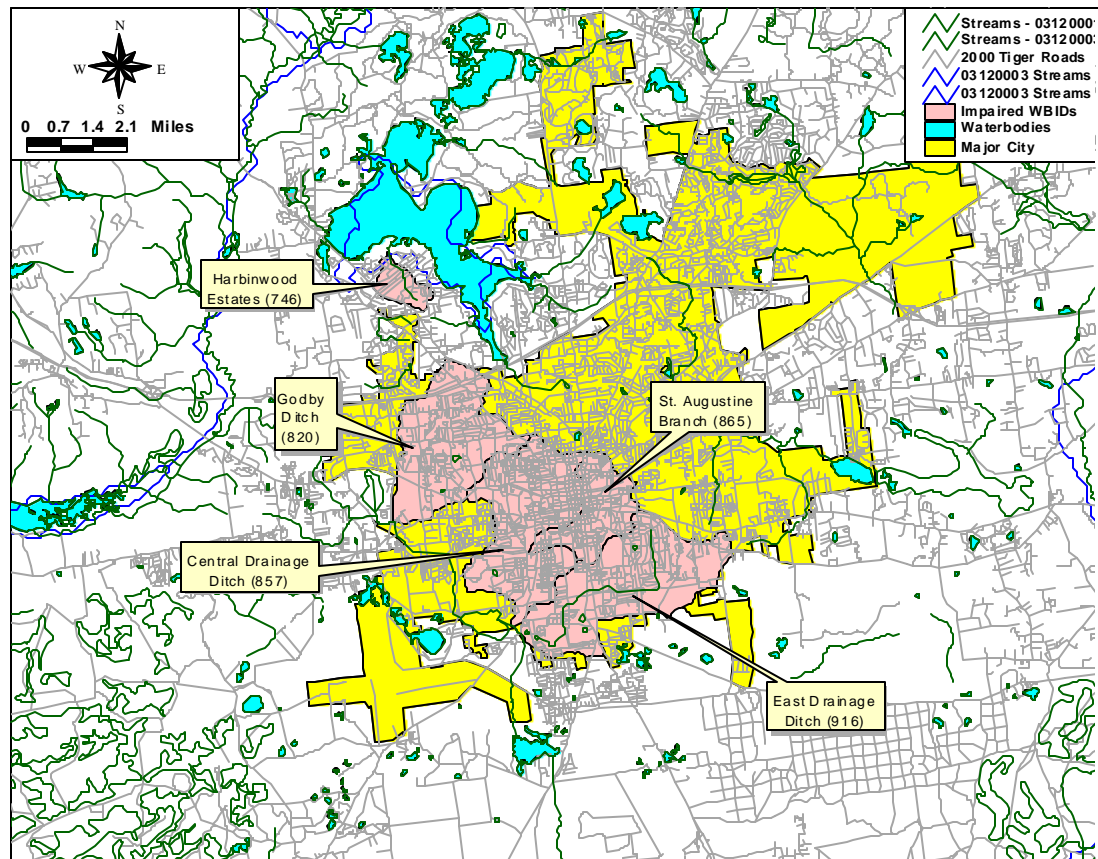 N
W E
S
0 0.7 1.4 2.1 Miles
Streams - 03120001
Streams - 03120003
2000 Tiger Roads
03120003 Streams
03120003 Streams
Impaired WBIDs
Waterbodies
Major City
Harbinwood
Estates (746)
Godby
Ditch
(820)
St. Augustine
Branch (865)
Central Drainage
Ditch (857)
East Drainage
Ditch (916)